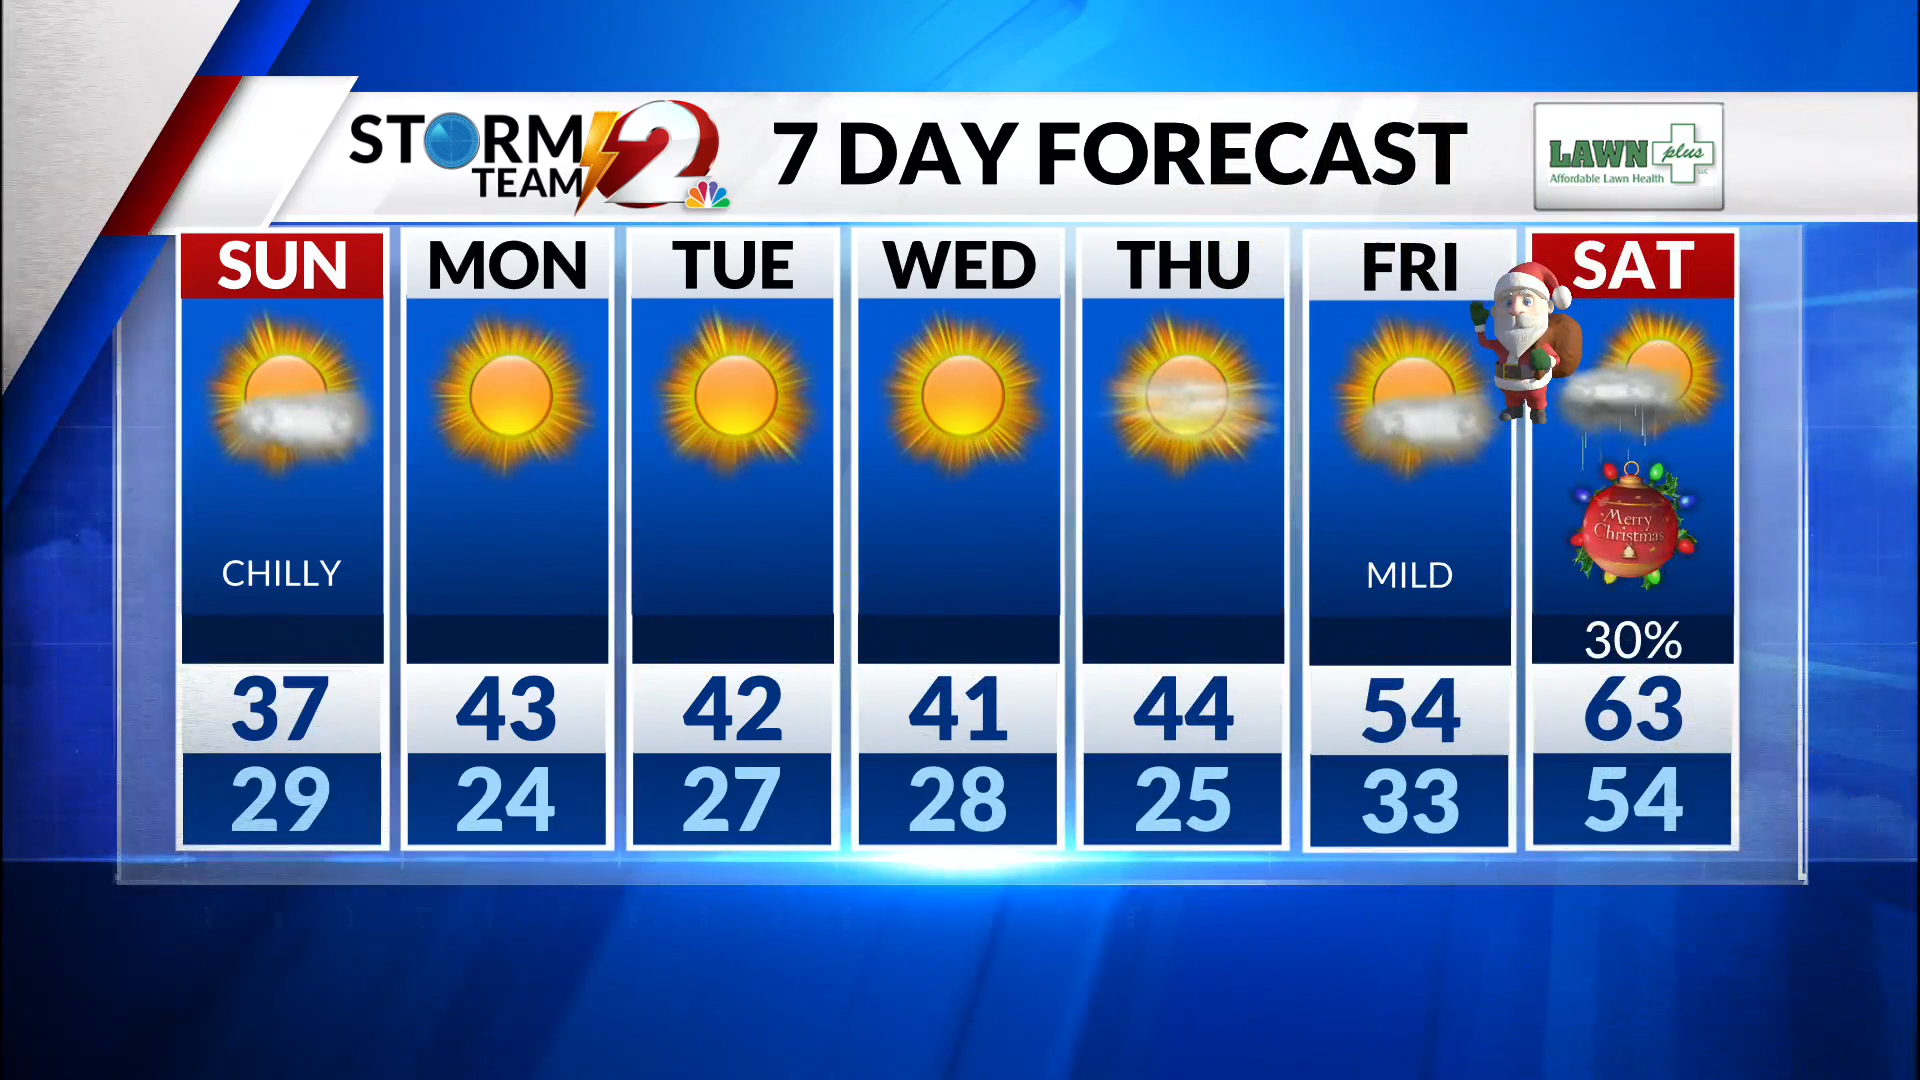 STORM
TEAM
2
7 DAY FORECAST
LAWN plus
LLC
Affordable Lawn Health
SUN MON TUE WED THU FRI SAT
Merry
Christmas
CHILLY MILD
30%
37 43 42 41 44 54 63
29 24 27 28 25 33 54